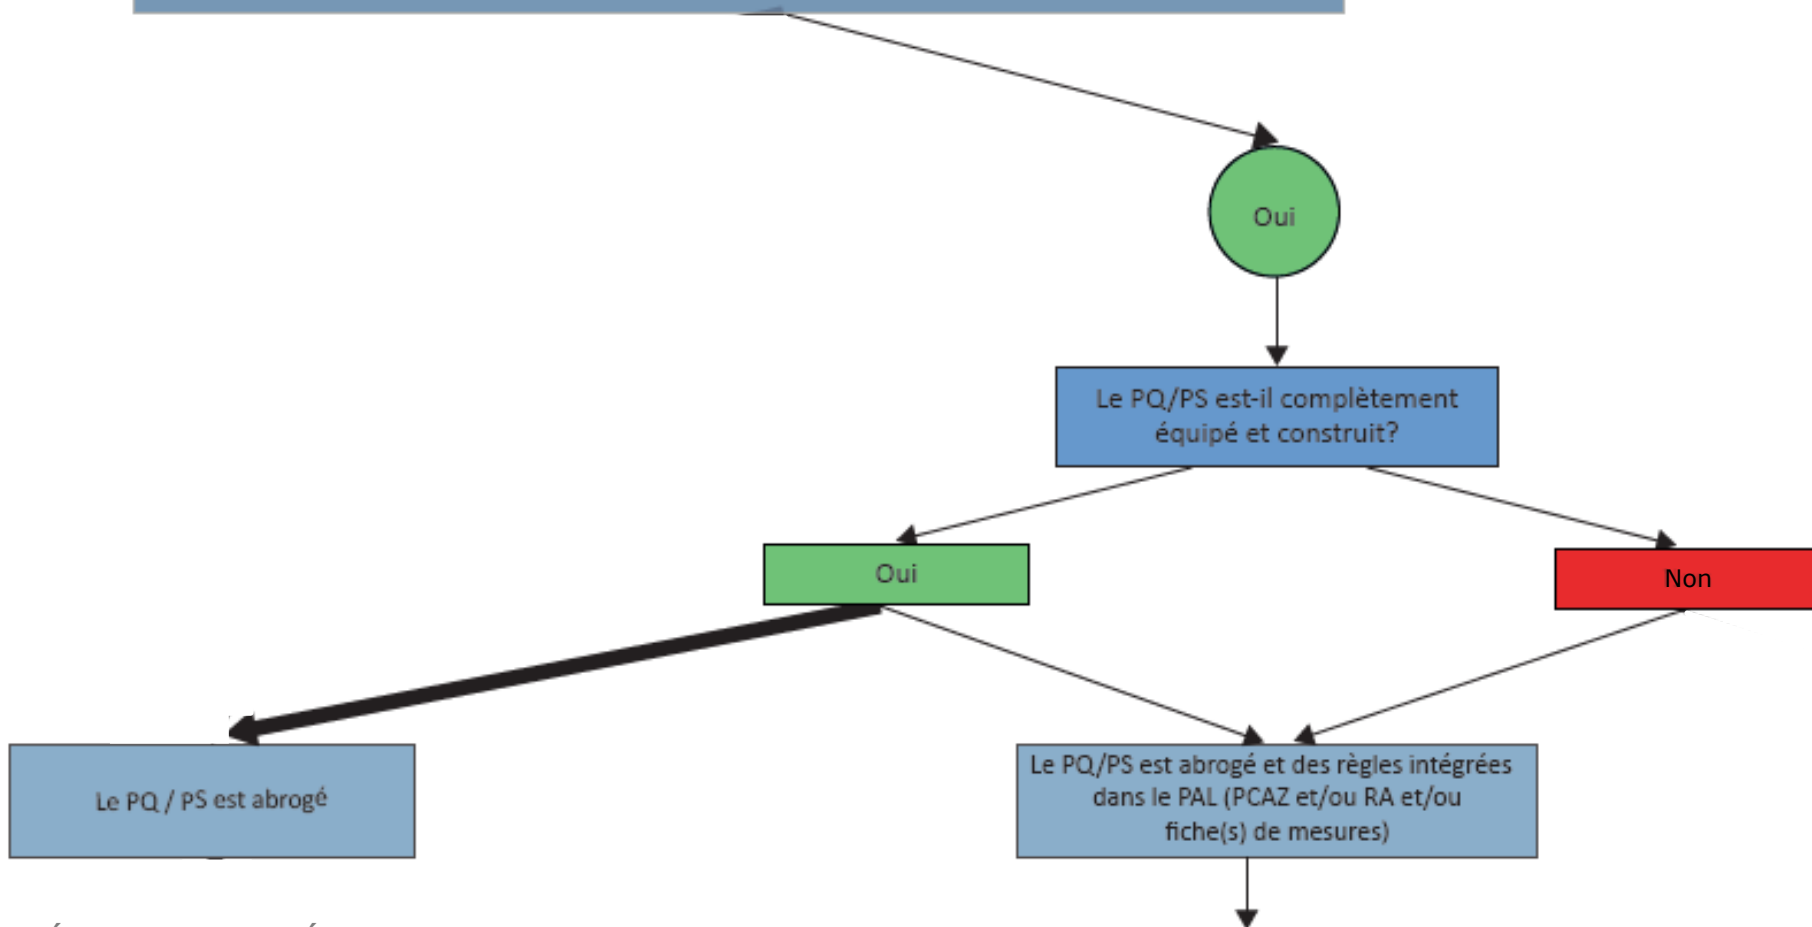 Oui
Le PQ/PS est-il complètement
équipé et construit?
Oui
Non
Le PQ / PS est abrogé
Le PQ/PS est abrogé et des règles intégrées
dans le PAL (PCAZ et/ou RA et/ou
fiche(s) de mesures)